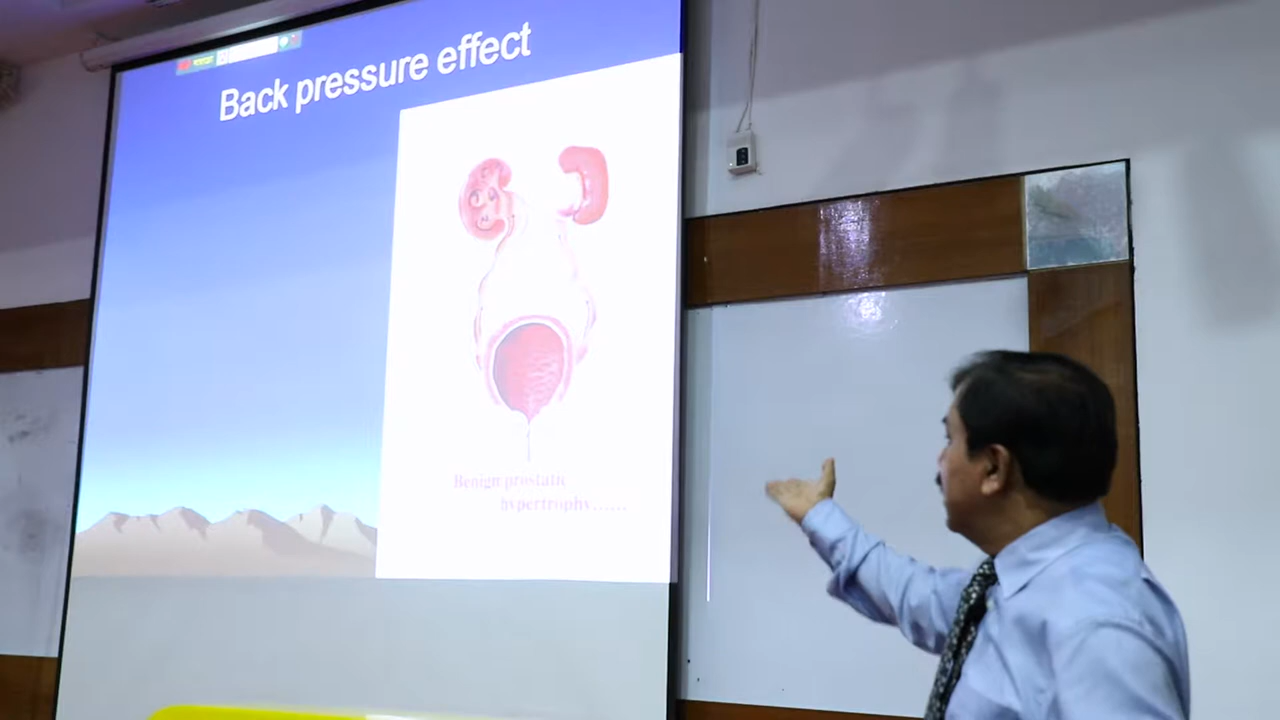 Back pressure effect
Benign prostatic
hypertrophy......